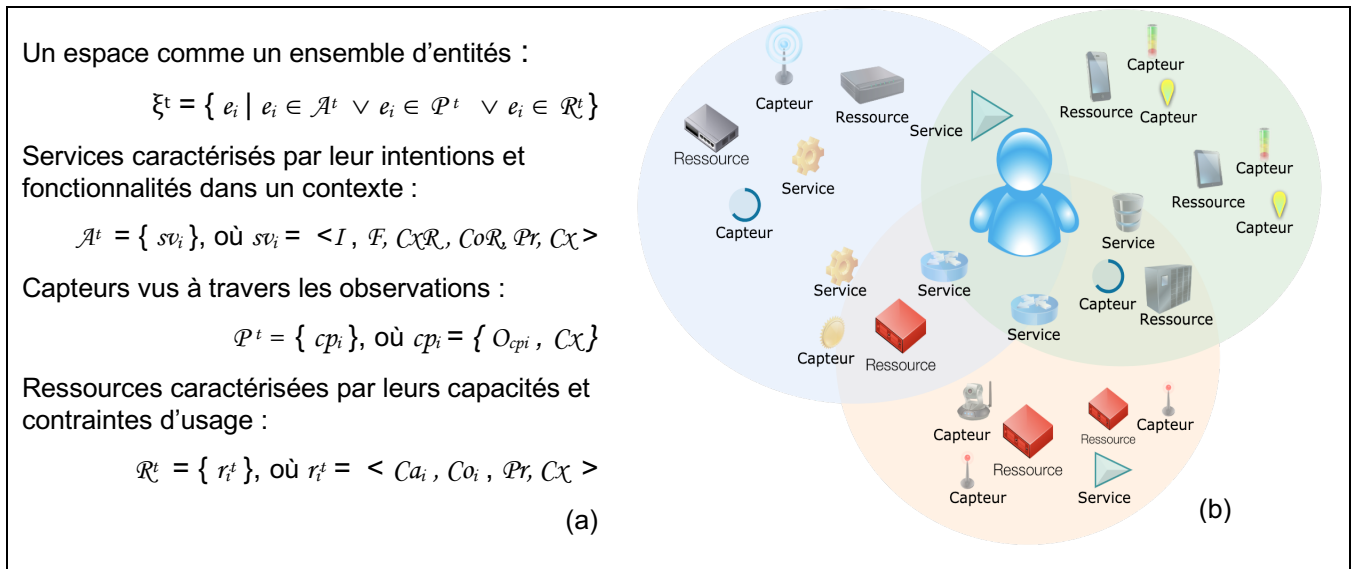 Un espace comme un ensemble d'entités :
ξᵗ = { eᵢ | eᵢ ∈ 𝒜ᵗ ∨ eᵢ ∈ 𝒫ᵗ ∨ eᵢ ∈ ℛᵗ }
Services caractérisés par leur intentions et
fonctionnalités dans un contexte :
𝒜ᵗ = { svᵢ }, où svᵢ = <I, F, CxR, CoR, Pr, Cx>
Capteurs vus à travers les observations :
𝒫ᵗ = { cpᵢ }, où cpᵢ = { O_cpi , Cx}
Ressources caractérisées par leurs capacités et
contraintes d'usage :
ℛᵗ = { rᵢᵗ }, où rᵢᵗ = < Caᵢ , Coᵢ , Pr, Cx >
(a)
Capteur
Ressource
Service
Ressource
Service
Capteur
Capteur
Ressource
Capteur
Capteur
Ressource
Capteur
Service
Service
Service
Capteur
Ressource
Service
Capteur
Ressource
Capteur
Ressource
Ressource
Capteur
Capteur
Service
(b)